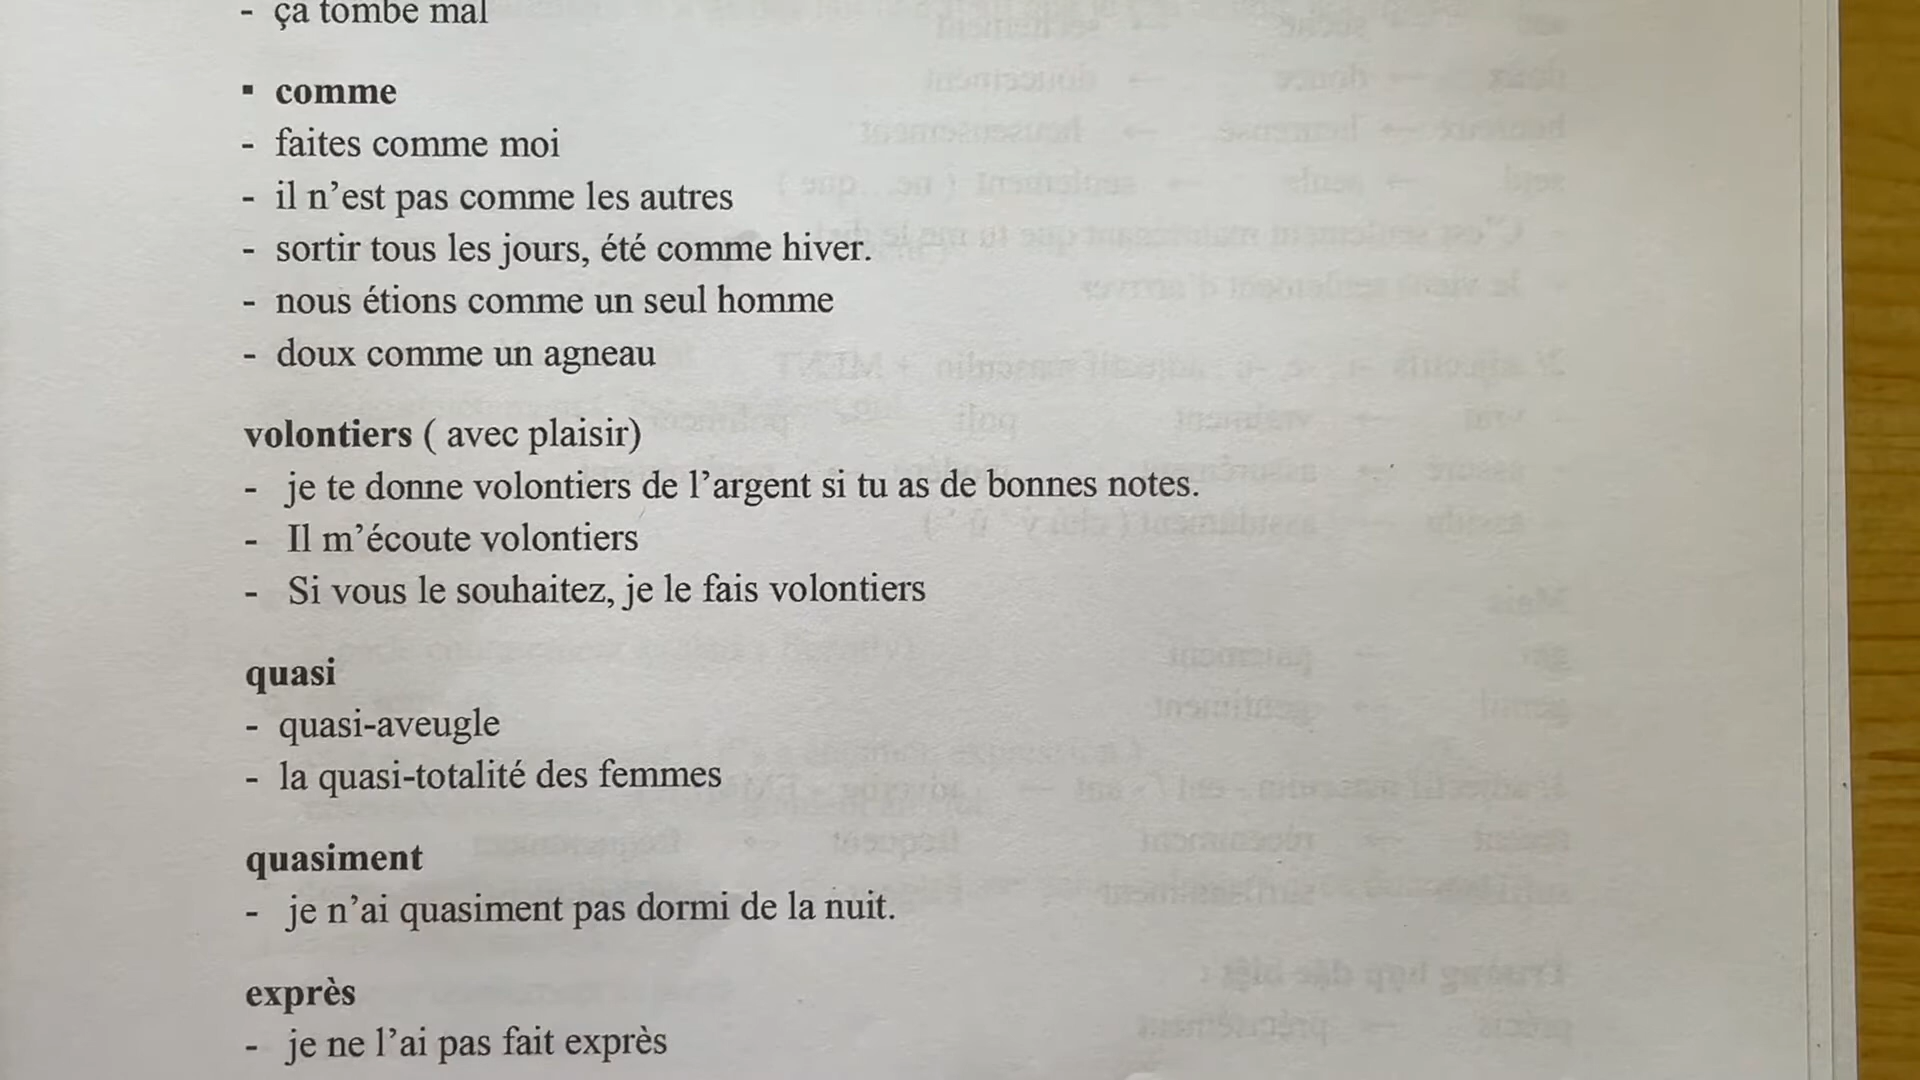 - ça tombe mal
▪ comme
- faites comme moi
- il n’est pas comme les autres
- sortir tous les jours, été comme hiver.
- nous étions comme un seul homme
- doux comme un agneau
volontiers ( avec plaisir)
- je te donne volontiers de l’argent si tu as de bonnes notes.
- Il m’écoute volontiers
- Si vous le souhaitez, je le fais volontiers
quasi
- quasi-aveugle
- la quasi-totalité des femmes
quasiment
- je n’ai quasiment pas dormi de la nuit.
exprès
- je ne l’ai pas fait exprès